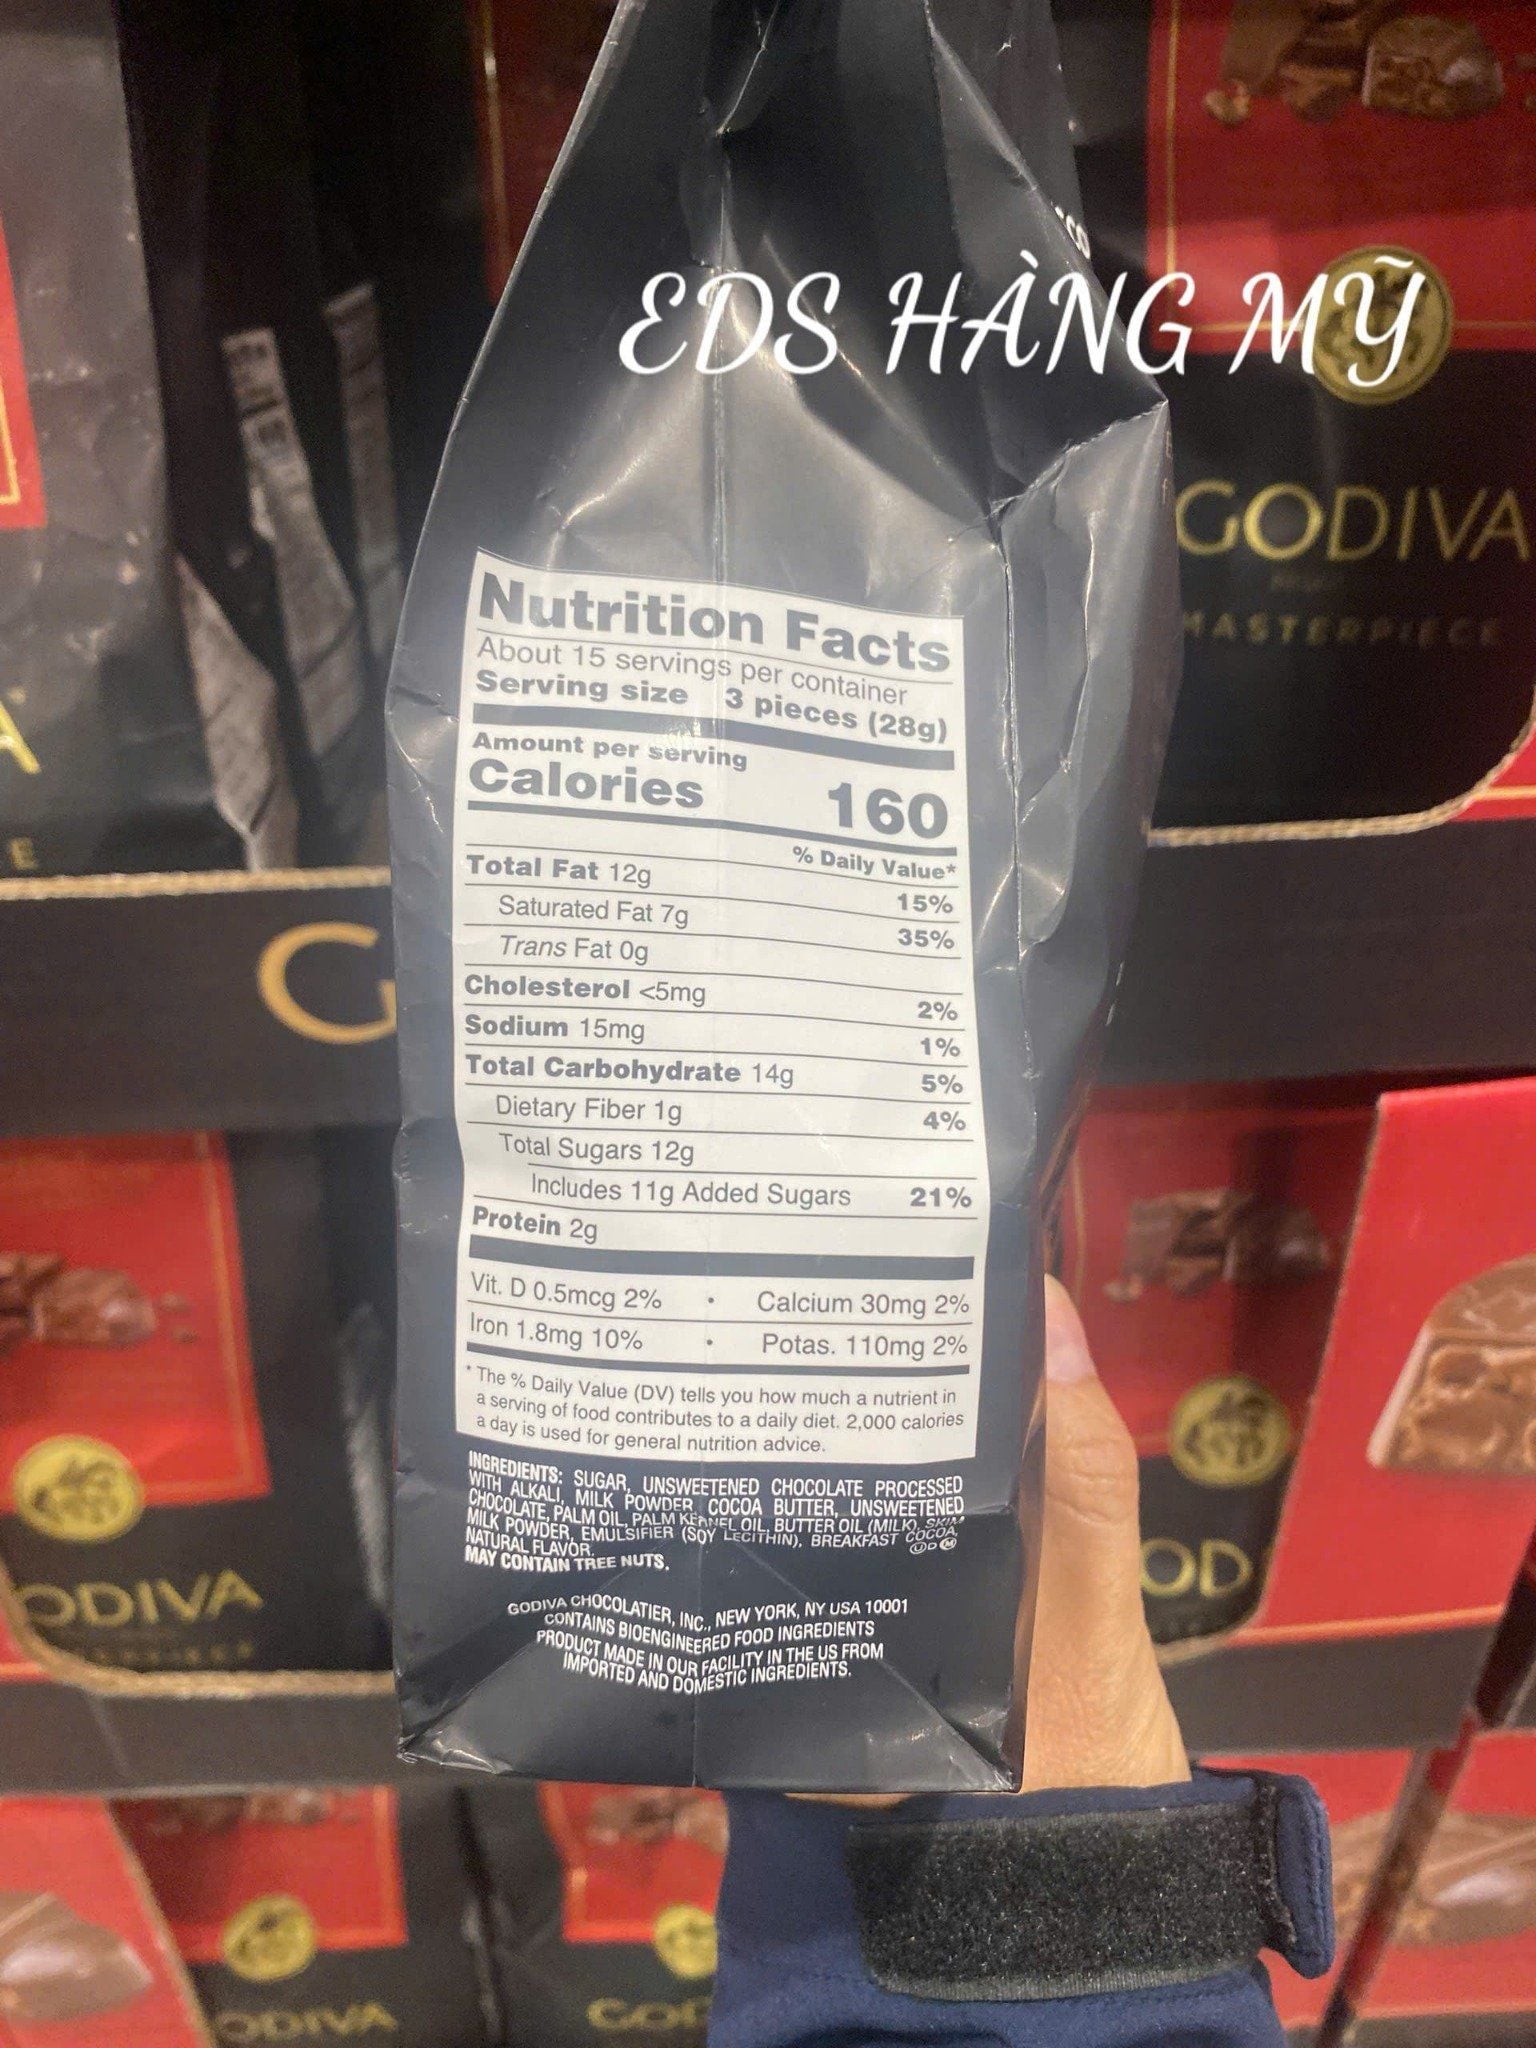 EDS HÀNG MỸ
GODIVA
MASTERPIECE
Nutrition Facts
About 15 servings per container
Serving size 3 pieces (28g)
Amount per serving
Calories 160
% Daily Value*
Total Fat 12g 15%
Saturated Fat 7g 35%
Trans Fat 0g
Cholesterol <5mg 2%
Sodium 15mg 1%
Total Carbohydrate 14g 5%
Dietary Fiber 1g 4%
Total Sugars 12g
Includes 11g Added Sugars 21%
Protein 2g
Vit. D 0.5mcg 2% • Calcium 30mg 2%
Iron 1.8mg 10% • Potas. 110mg 2%
* The % Daily Value (DV) tells you how much a nutrient in
a serving of food contributes to a daily diet. 2,000 calories
a day is used for general nutrition advice.
INGREDIENTS: SUGAR, UNSWEETENED CHOCOLATE PROCESSED
WITH ALKALI, MILK POWDER, COCOA BUTTER, UNSWEETENED
CHOCOLATE, PALM OIL, PALM KERNEL OIL, BUTTER OIL (MILK), SKIM
MILK POWDER, EMULSIFIER (SOY LECITHIN), BREAKFAST COCOA,
NATURAL FLAVOR.
MAY CONTAIN TREE NUTS.
GODIVA CHOCOLATIER, INC., NEW YORK, NY USA 10001
CONTAINS BIOENGINEERED FOOD INGREDIENTS
PRODUCT MADE IN OUR FACILITY IN THE US FROM
IMPORTED AND DOMESTIC INGREDIENTS.
ODIVA
OD
ODIVA
GOD